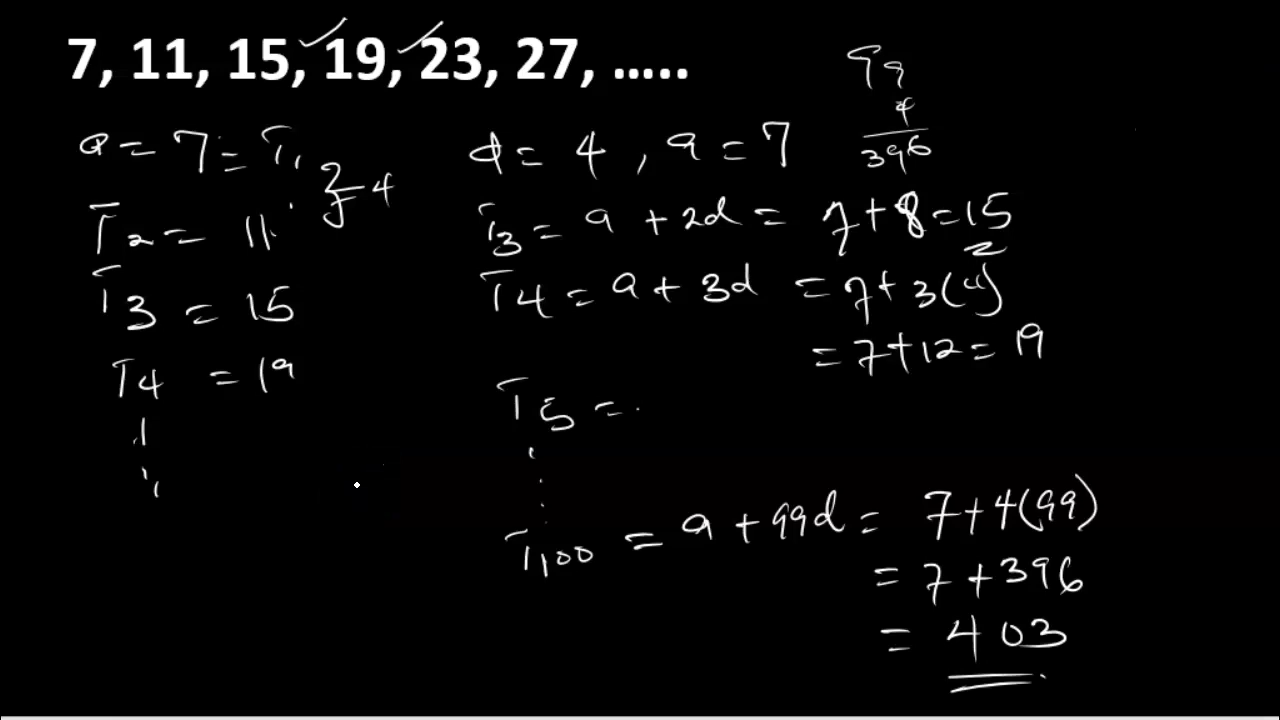 7, 11, 15, 19, 23, 27, .....
a = 7 = T1
T2 = 11
4
T3 = 15
T4 = 19
d = 4 , a = 7
99
4
396
T3 = a + 2d = 7 + 8 = 15
T4 = a + 3d = 7 + 3(4)
= 7 + 12 = 19
T5 =
T100 = a + 99d = 7 + 4(99)
= 7 + 396
= 403